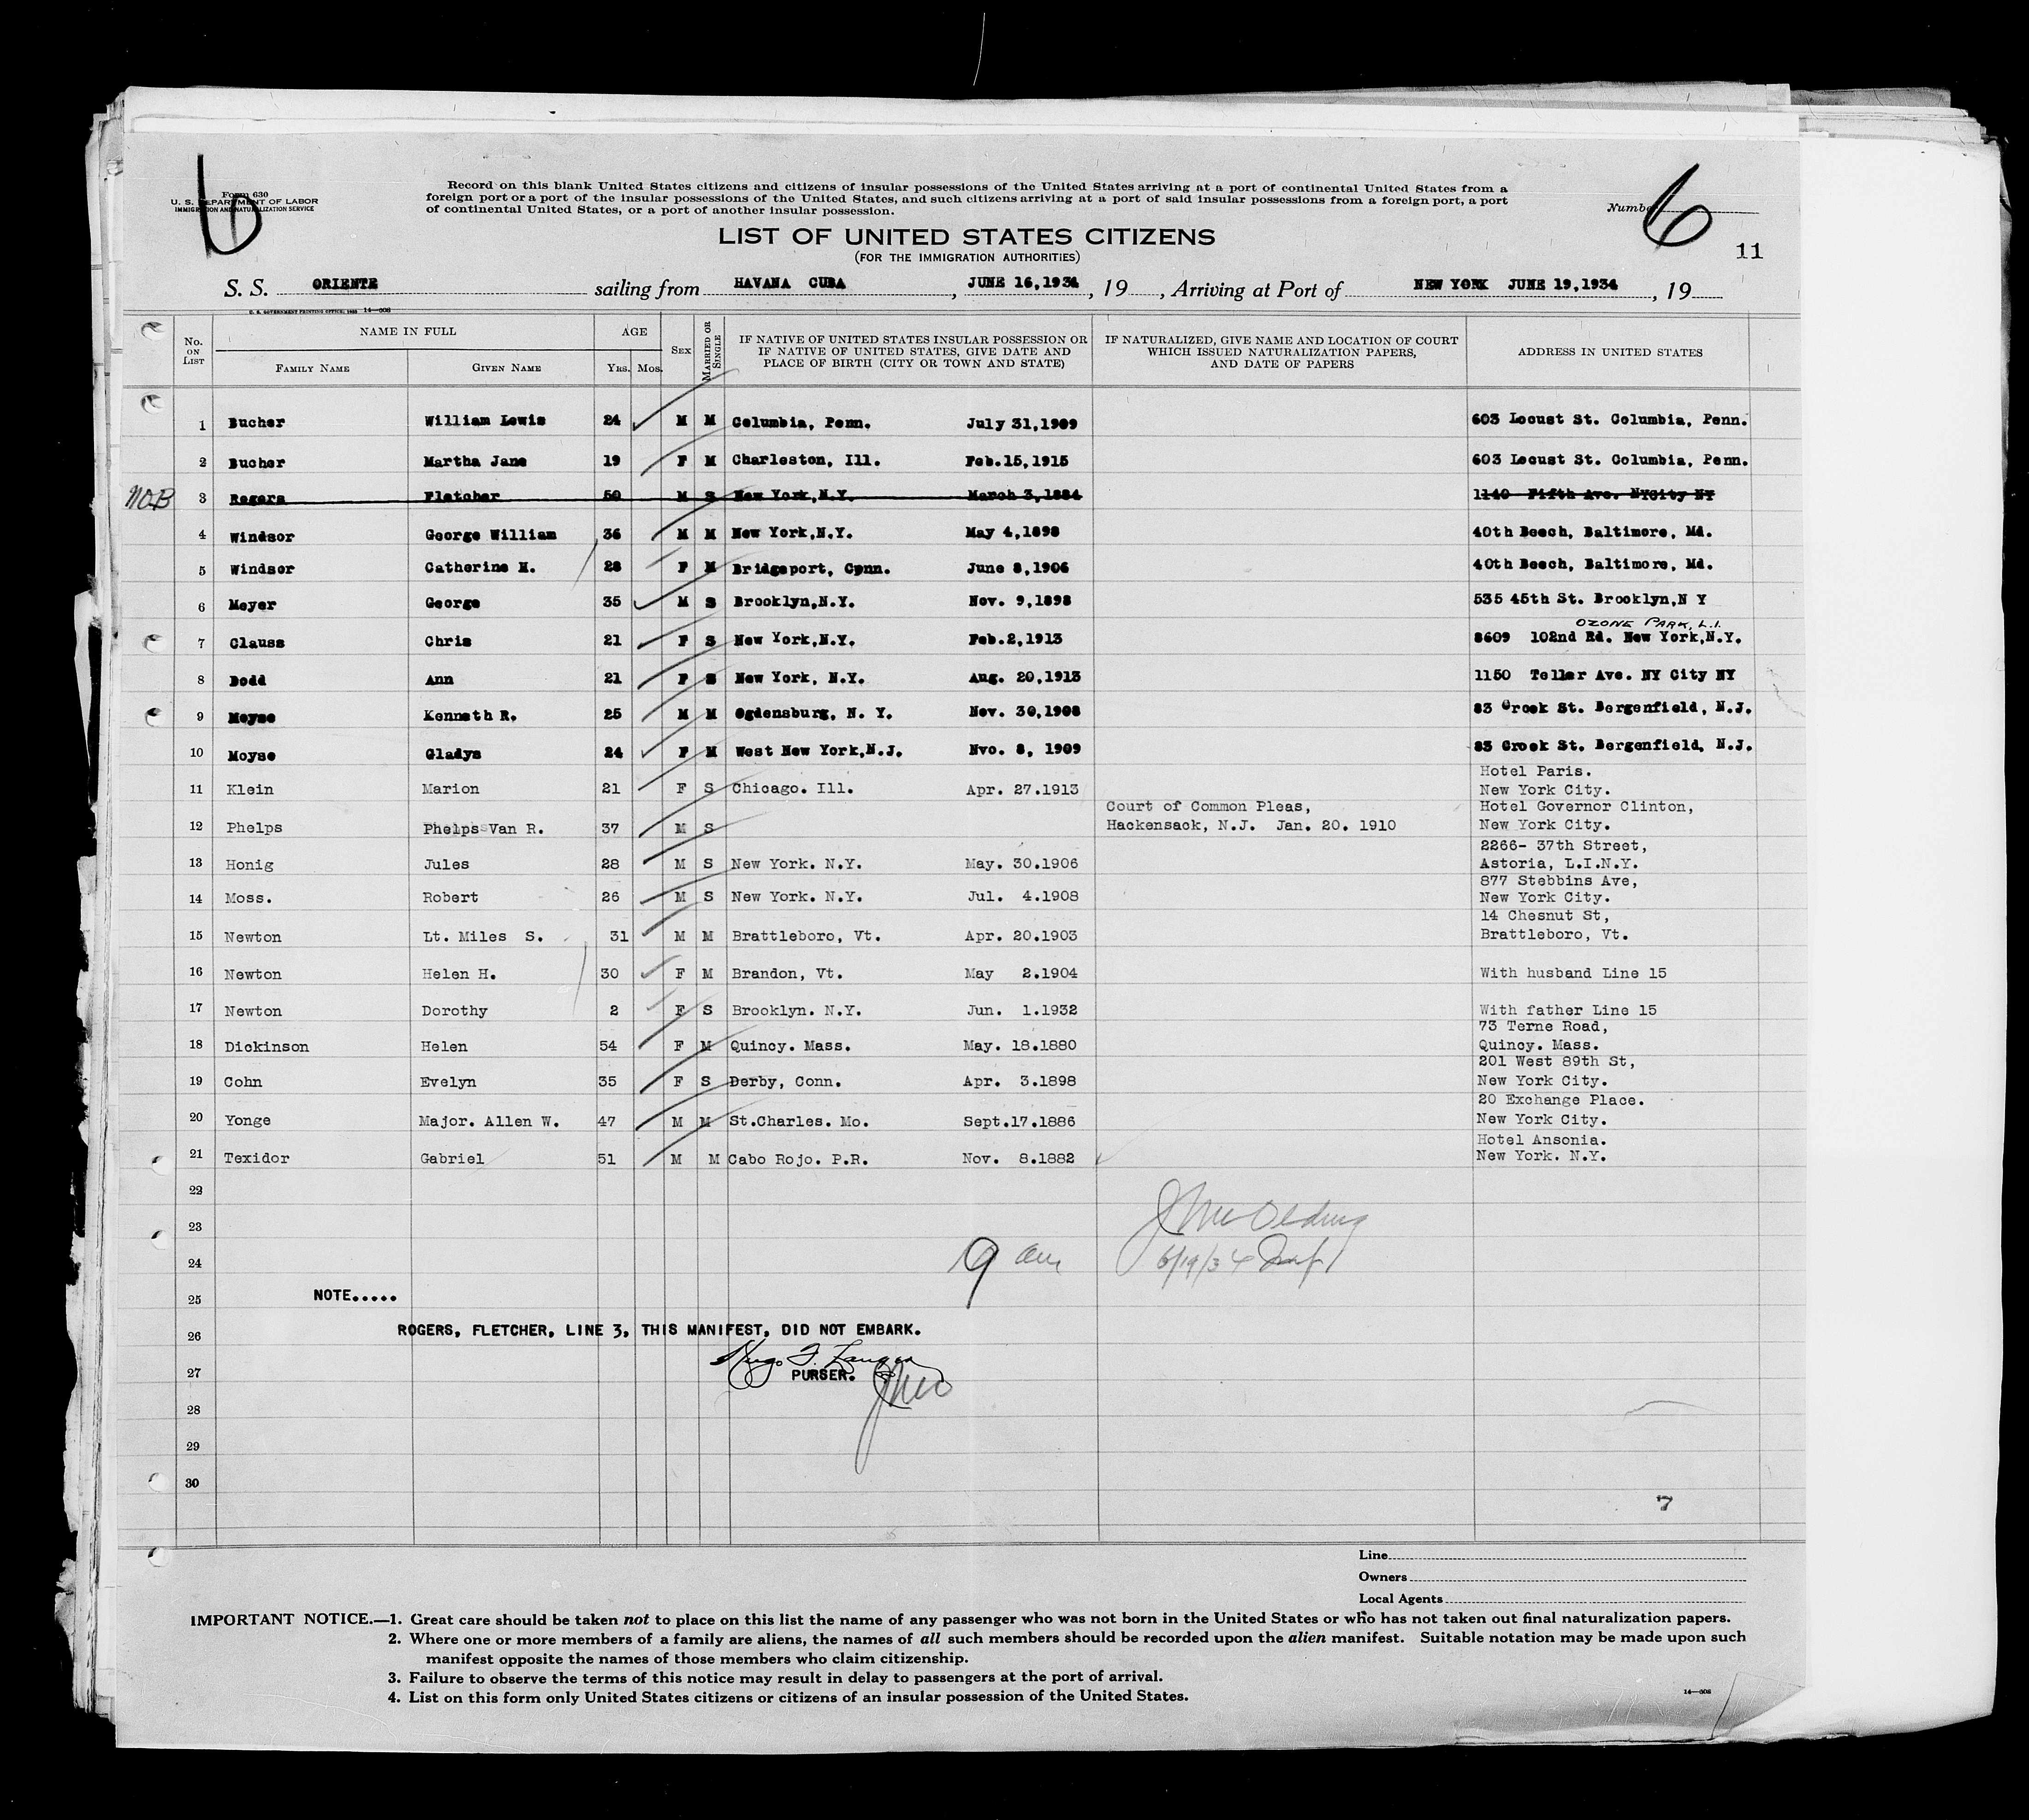 6
Form 630
U. S. DEPARTMENT OF LABOR
IMMIGRATION AND NATURALIZATION SERVICE
Record on this blank United States citizens and citizens of insular possessions of the United States arriving at a port of continental United States from a
foreign port or a port of the insular possessions of the United States, and such citizens arriving at a port of said insular possessions from a foreign port, a port
of continental United States, or a port of another insular possession.
Number 6
LIST OF UNITED STATES CITIZENS
(FOR THE IMMIGRATION AUTHORITIES)
11
S. S. ORIENTE sailing from HAVANA CUBA, JUNE 16,1934, 19, Arriving at Port of NEW YORK JUNE 19,1934, 19
U. S. GOVERNMENT PRINTING OFFICE: 1933 14—608
No. ON LIST NAME IN FULL FAMILY NAME GIVEN NAME AGE YRS. MOS. SEX MARRIED OR SINGLE IF NATIVE OF UNITED STATES INSULAR POSSESSION OR IF NATIVE OF UNITED STATES, GIVE DATE AND PLACE OF BIRTH (CITY OR TOWN AND STATE) IF NATURALIZED, GIVE NAME AND LOCATION OF COURT WHICH ISSUED NATURALIZATION PAPERS, AND DATE OF PAPERS ADDRESS IN UNITED STATES
1 Bucher William Lewis 24 M M Columbia, Penn. July 31,1909 603 Locust St. Columbia, Penn.
2 Bucher Martha Jane 19 F M Charleston, Ill. Feb.15,1915 603 Locust St. Columbia, Penn.
NOB 3 Rogers Fletcher 50 M S New York,N.Y. March 3,1884 1140 Fifth Ave. NYCity NY
4 Windsor George William 36 M M New York,N.Y. May 4,1898 40th Beech, Baltimore, Md.
5 Windsor Catherine M. 28 F M Bridgeport, Cpnn. June 8,1906 40th Beech, Baltimore, Md.
6 Meyer George 35 M S Brooklyn,N.Y. Nov. 9,1898 535 45th St. Brooklyn,N Y
OZONE PARK, L.I.
7 Clauss Chris 21 F S New York,N.Y. Feb.2,1913 8609 102nd Rd. New York,N.Y.
8 Dodd Ann 21 F S New York, N.Y. Aug. 20,1913 1150 Teller Ave. NY City NY
9 Moyse Kenneth R. 25 M M Ogdensburg, N. Y. Nov. 30,1908 83 Crook St. Bergenfield, N.J.
10 Moyse Gladys 24 F M West New York,N.J. Nvo. 8, 1909 83 Crook St. Bergenfield, N.J.
Hotel Paris.
11 Klein Marion 21 F S Chicago. Ill. Apr. 27.1913 New York City.
Court of Common Pleas, Hotel Governor Clinton,
12 Phelps Phelps Van R. 37 M S Hackensack, N.J. Jan. 20. 1910 New York City.
2266- 37th Street,
13 Honig Jules 28 M S New York. N.Y. May. 30.1906 Astoria, L.I.N.Y.
877 Stebbins Ave,
14 Moss. Robert 26 M S New York. N.Y. Jul. 4.1908 New York City.
14 Chesnut St,
15 Newton Lt. Miles S. 31 M M Brattleboro, Vt. Apr. 20.1903 Brattleboro, Vt.
16 Newton Helen H. 30 F M Brandon, Vt. May 2.1904 With husband Line 15
17 Newton Dorothy 2 F S Brooklyn. N.Y. Jun. 1.1932 With father Line 15
73 Terne Road,
18 Dickinson Helen 54 F M Quincy. Mass. May. 18.1880 Quincy. Mass.
201 West 89th St,
19 Cohn Evelyn 35 F S Derby, Conn. Apr. 3.1898 New York City.
20 Exchange Place.
20 Yonge Major. Allen W. 47 M M St.Charles. Mo. Sept.17.1886 New York City.
Hotel Ansonia.
21 Texidor Gabriel 51 M M Cabo Rojo. P.R. Nov. 8.1882 New York. N.Y.
22
23
24 9 am 6/19/34
25 NOTE.....
26 ROGERS, FLETCHER, LINE 3, THIS MANIFEST, DID NOT EMBARK.
27 PURSER.
28
29
30
7
Line
Owners
Local Agents
IMPORTANT NOTICE.—1. Great care should be taken not to place on this list the name of any passenger who was not born in the United States or who has not taken out final naturalization papers.
2. Where one or more members of a family are aliens, the names of all such members should be recorded upon the alien manifest. Suitable notation may be made upon such
manifest opposite the names of those members who claim citizenship.
3. Failure to observe the terms of this notice may result in delay to passengers at the port of arrival.
4. List on this form only United States citizens or citizens of an insular possession of the United States.
14—608